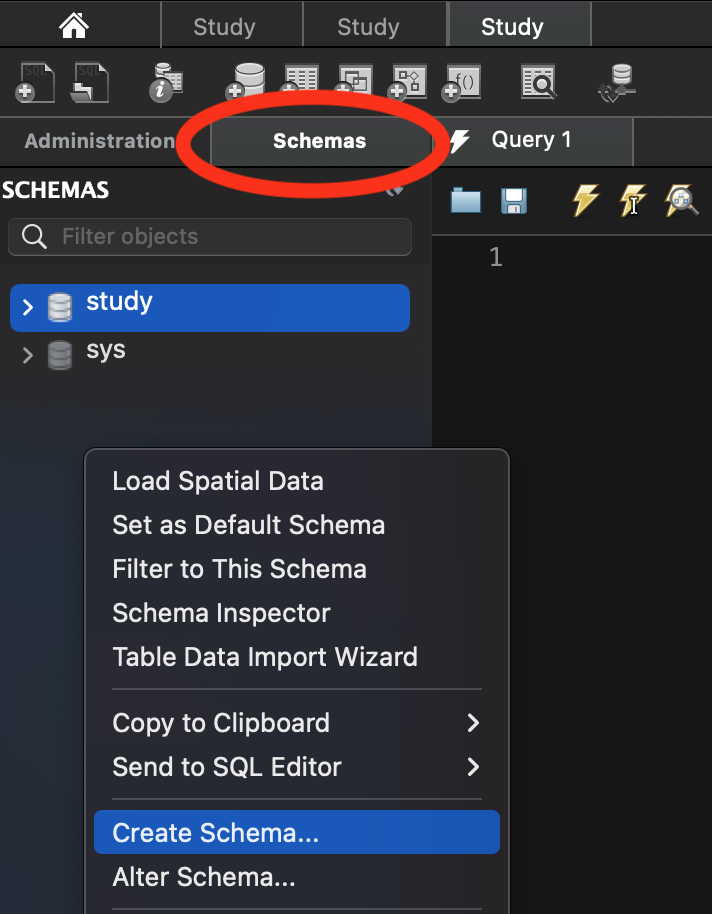 Study
Study
Study
SQL
SQL
f()
Administration
Schemas
Query 1
SCHEMAS
Filter objects
1
study
sys
Load Spatial Data
Set as Default Schema
Filter to This Schema
Schema Inspector
Table Data Import Wizard
Copy to Clipboard
Send to SQL Editor
Create Schema...
Alter Schema...